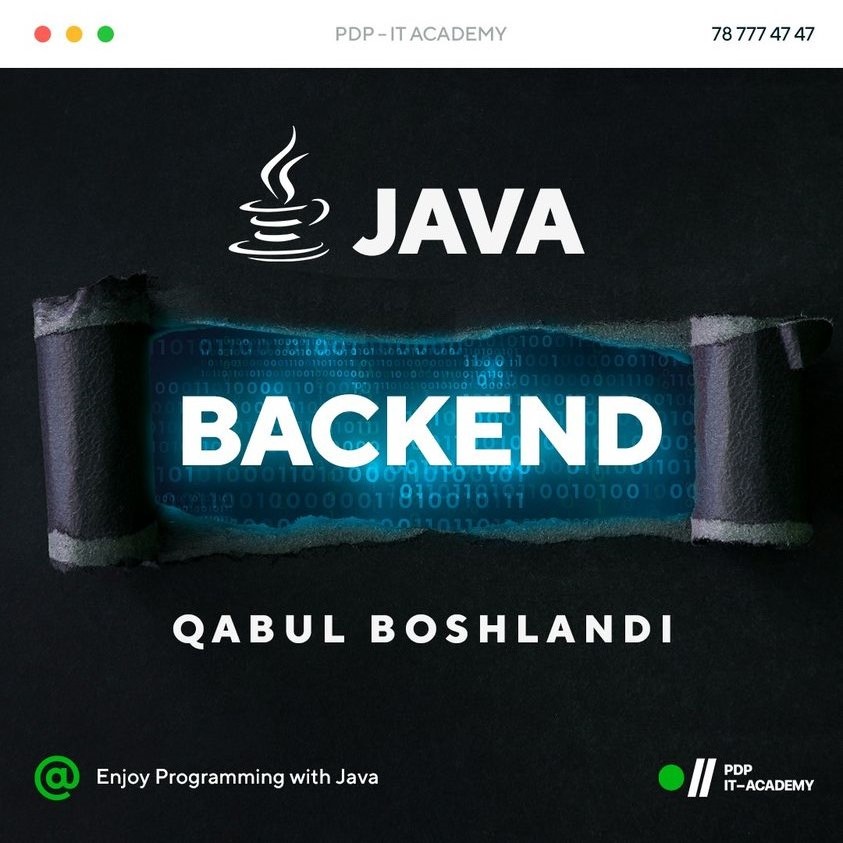 PDP - IT ACADEMY
78 777 47 47
JAVA
BACKEND
QABUL BOSHLANDI
@ Enjoy Programming with Java
PDP
IT-ACADEMY